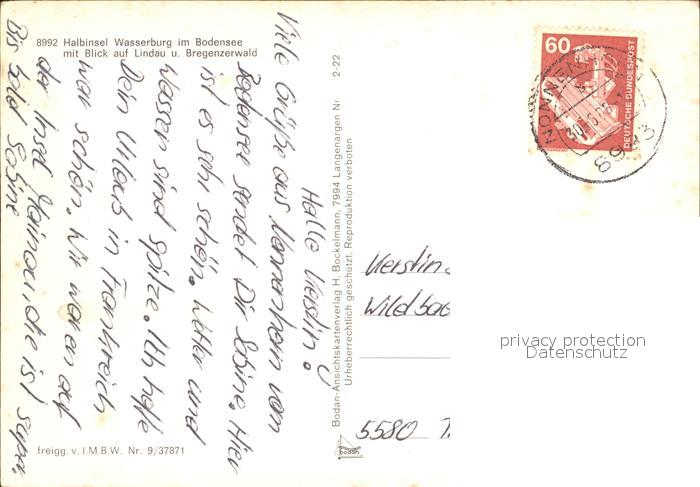 8992 Halbinsel Wasserburg im Bodensee
mit Blick auf Lindau u. Bregenzerwald
Hallo Kerstin!
Viele Grüße aus Nonnenhorn vom
Bodensee sendet Dir Sabine. Hier
ist es sehr schön. Wetter und
Wasser sind spitze. Ich hoffe
Dein Urlaub in Frankreich
war schön. Wir waren auf
der Insel Mainau, die ist super.
Bis bald Sabine
freigg. v. I.M.B.W. Nr. 9/37871
2-22
Bodan-Ansichtskartenverlag H. Bockelmann, 7994 Langenargen Nr.
Urheberrechtlich geschützt, Reproduktion verboten
bodan
60
DEUTSCHE BUNDESPOST
8993
Kerstin
5580 T
privacy protection
Datenschutz